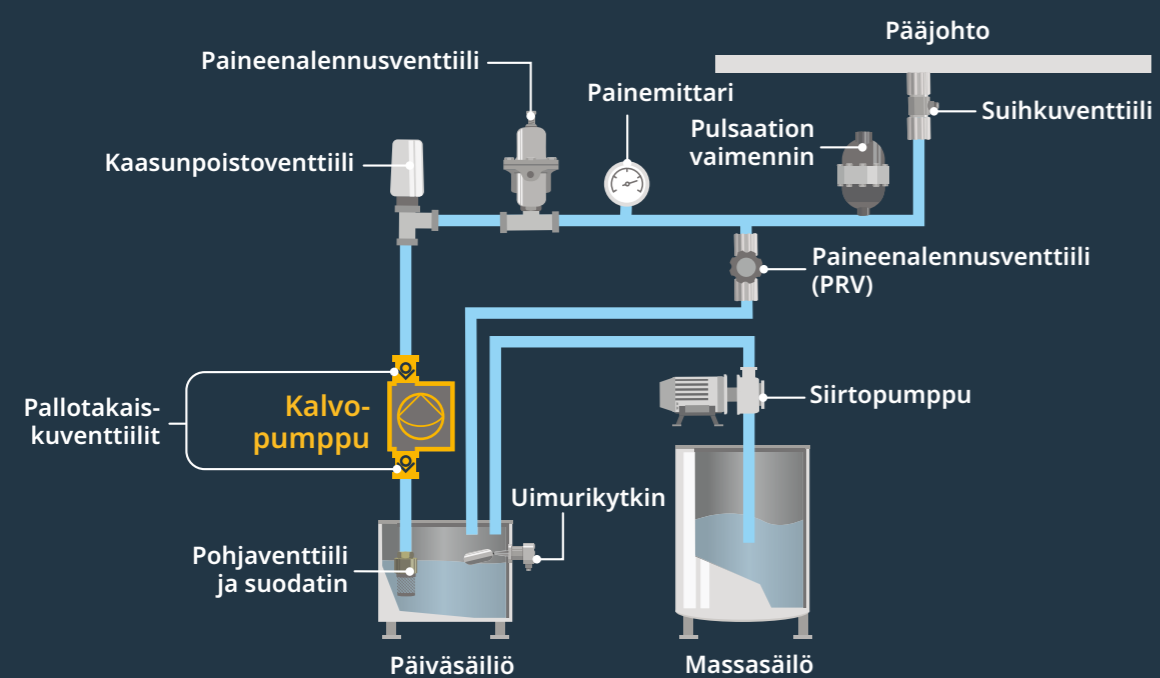 Pääjohto
Paineenalennusventtiili
Painemittari
Suihkuventtiili
Pulsaation
vaimennin
Kaasunpoistoventtiili
Paineenalennusventtiili
(PRV)
Siirtopumppu
Kalvo-
pumppu
Pallotakais-
kuventtiilit
Uimurikytkin
Pohjaventtiili
ja suodatin
Päiväsäiliö
Massasäilö